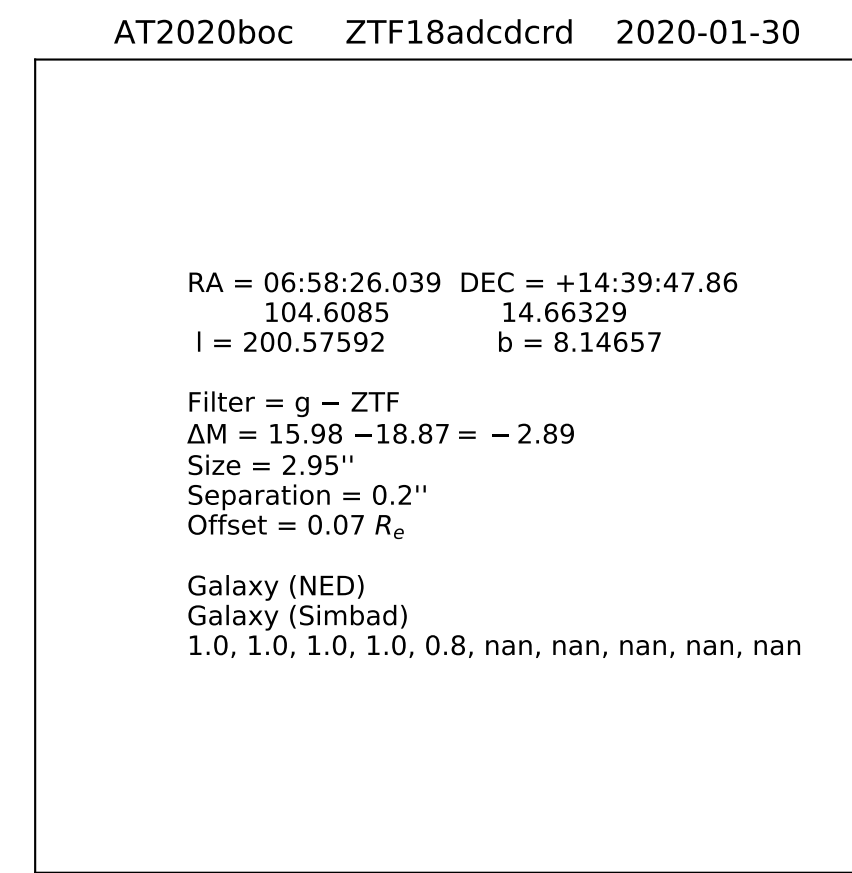 AT2020boc ZTF18adcdcrd 2020-01-30
RA = 06:58:26.039 DEC = +14:39:47.86
104.6085 14.66329
l = 200.57592 b = 8.14657
Filter = g − ZTF
ΔM = 15.98 −18.87 = −2.89
Size = 2.95''
Separation = 0.2''
Offset = 0.07 Re
Galaxy (NED)
Galaxy (Simbad)
1.0, 1.0, 1.0, 1.0, 0.8, nan, nan, nan, nan, nan